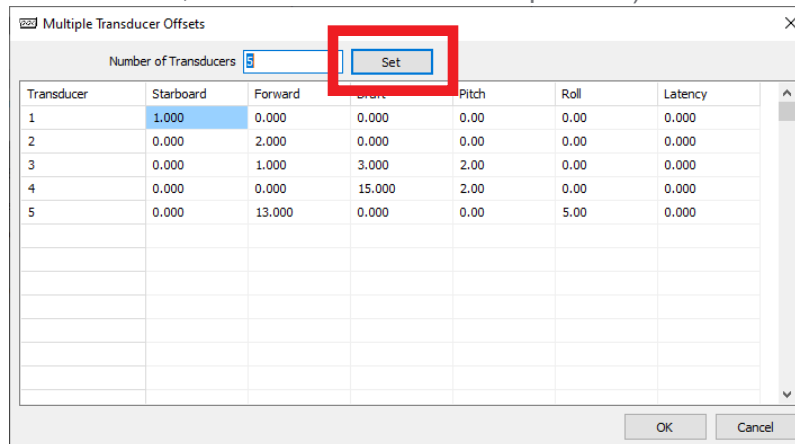 Multiple Transducer Offsets
Number of Transducers 5 Set
Transducer Starboard Forward Draft Pitch Roll Latency
1 1.000 0.000 0.000 0.00 0.00 0.000
2 0.000 2.000 0.000 0.00 0.00 0.000
3 0.000 1.000 3.000 2.00 0.00 0.000
4 0.000 0.000 15.000 2.00 0.00 0.000
5 0.000 13.000 0.000 0.00 5.00 0.000
OK Cancel